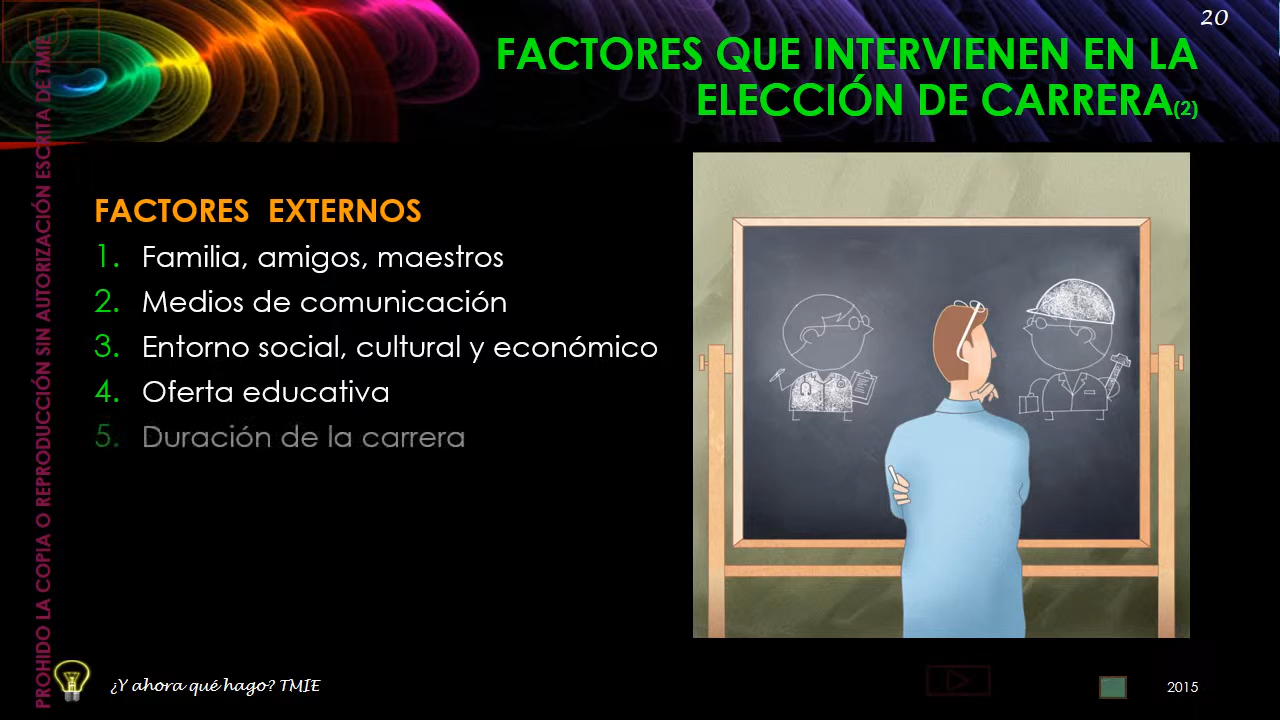 20
FACTORES QUE INTERVIENEN EN LA
ELECCIÓN DE CARRERA(2)
FACTORES EXTERNOS
1. Familia, amigos, maestros
2. Medios de comunicación
3. Entorno social, cultural y económico
4. Oferta educativa
5. Duración de la carrera
PROHIDO LA COPIA O REPRODUCCIÓN SIN AUTORIZACIÓN ESCRITA DE TMIE
¿Y ahora qué hago? TMIE
2015